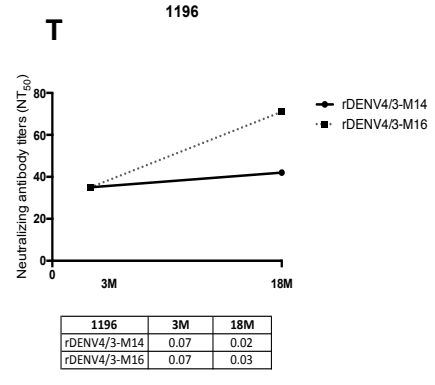 1196
T
Neutralizing antibody titers (NT50)
80
60
40
20
0
0
3M
18M
rDENV4/3-M14
rDENV4/3-M16
1196 3M 18M
rDENV4/3-M14 0.07 0.02
rDENV4/3-M16 0.07 0.03